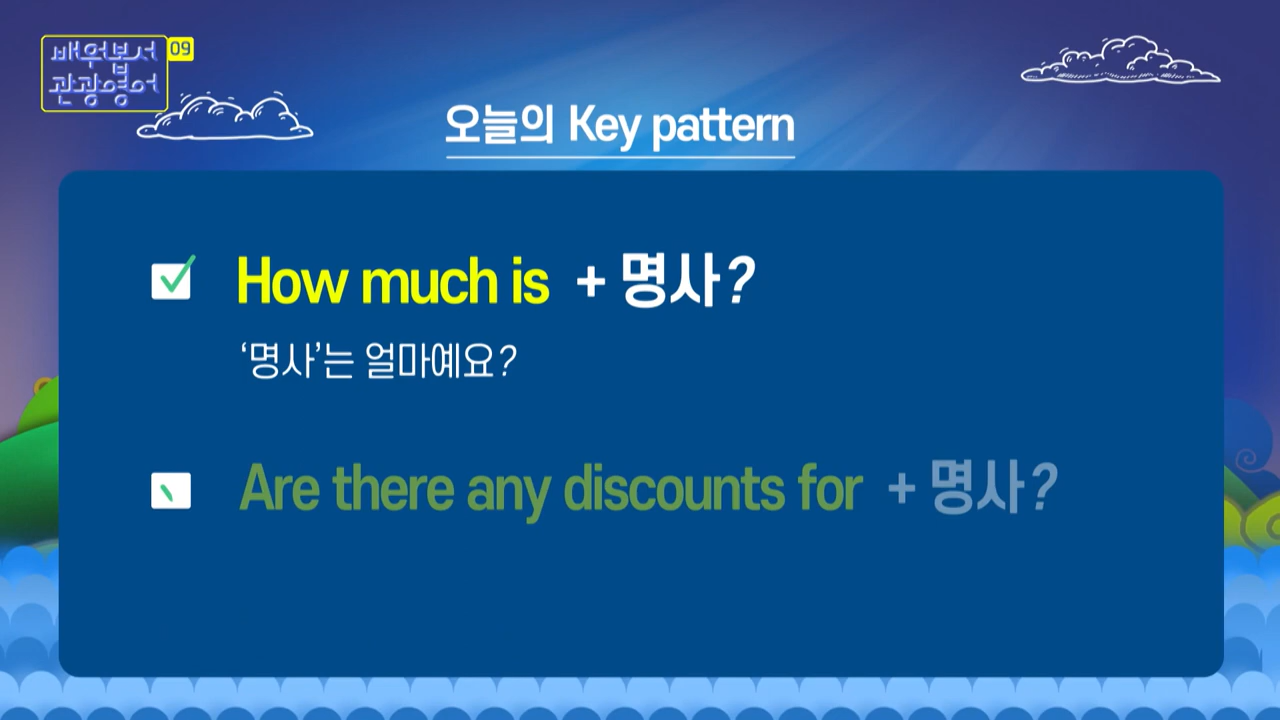 배워봅서
관광영어
09
오늘의 Key pattern
How much is + 명사?
‘명사’는 얼마예요?
Are there any discounts for + 명사?